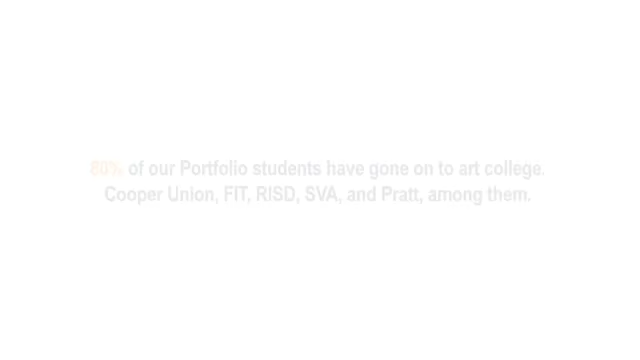 80% of our Portfolio students have gone on to art college.
Cooper Union, FIT, RISD, SVA, and Pratt, among them.